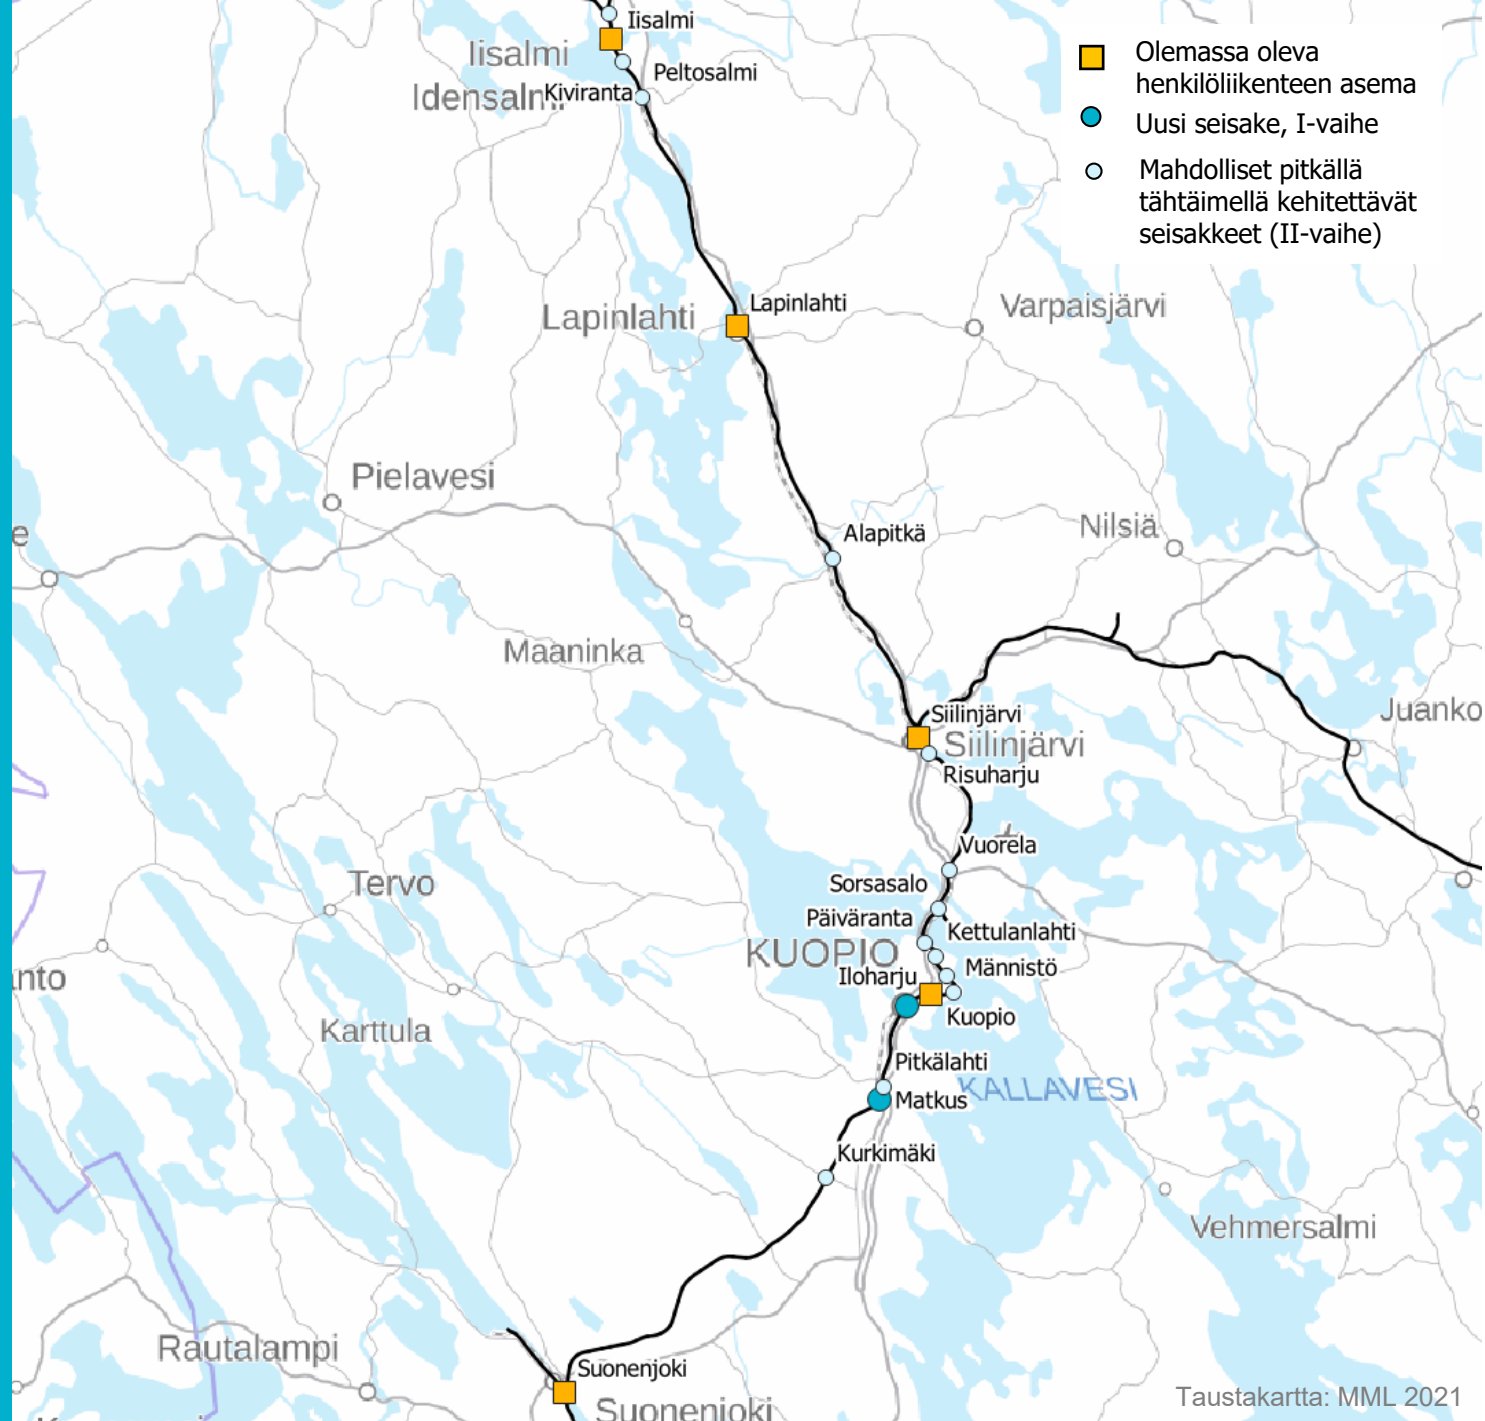 Iisalmi
Iisalmi
Idensalmi
Peltosalmi
Kiviranta
Olemassa oleva
henkilöliikenteen asema
Uusi seisake, I-vaihe
Mahdolliset pitkällä
tähtäimellä kehitettävät
seisakkeet (II-vaihe)
Lapinlahti
Lapinlahti
Varpaisjärvi
Pielavesi
Alapitkä
Nilsiä
e
Maaninka
Siilinjärvi
Siilinjärvi
Juanko
Risuharju
Vuorela
Tervo
Sorsasalo
Päiväranta
Kettulanlahti
KUOPIO
Männistö
Iloharju
Kuopio
nto
Karttula
Pitkälahti
Matkus
KALLAVESI
Kurkimäki
Vehmersalmi
Rautalampi
Suonenjoki
Suonenjoki
Taustakartta: MML 2021